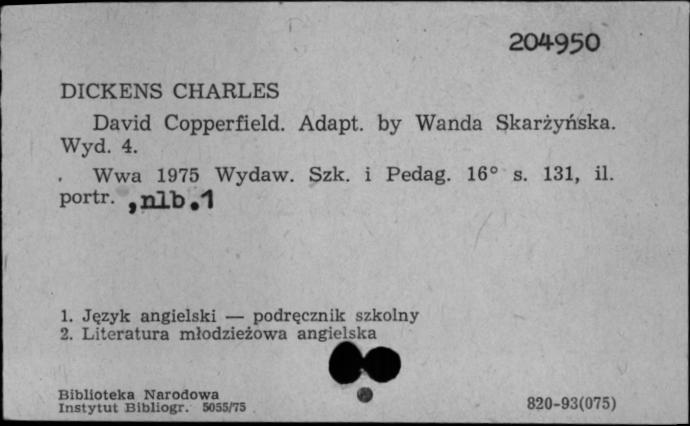 204950
DICKENS CHARLES
David Copperfield. Adapt. by Wanda Skarżyńska.
Wyd. 4.
Wwa 1975 Wydaw. Szk. i Pedag. 16° s. 131, il.
portr. , nlb. 1
1. Język angielski — podręcznik szkolny
2. Literatura młodzieżowa angielska
Biblioteka Narodowa
Instytut Bibliogr. 5055/75
820-93(075)